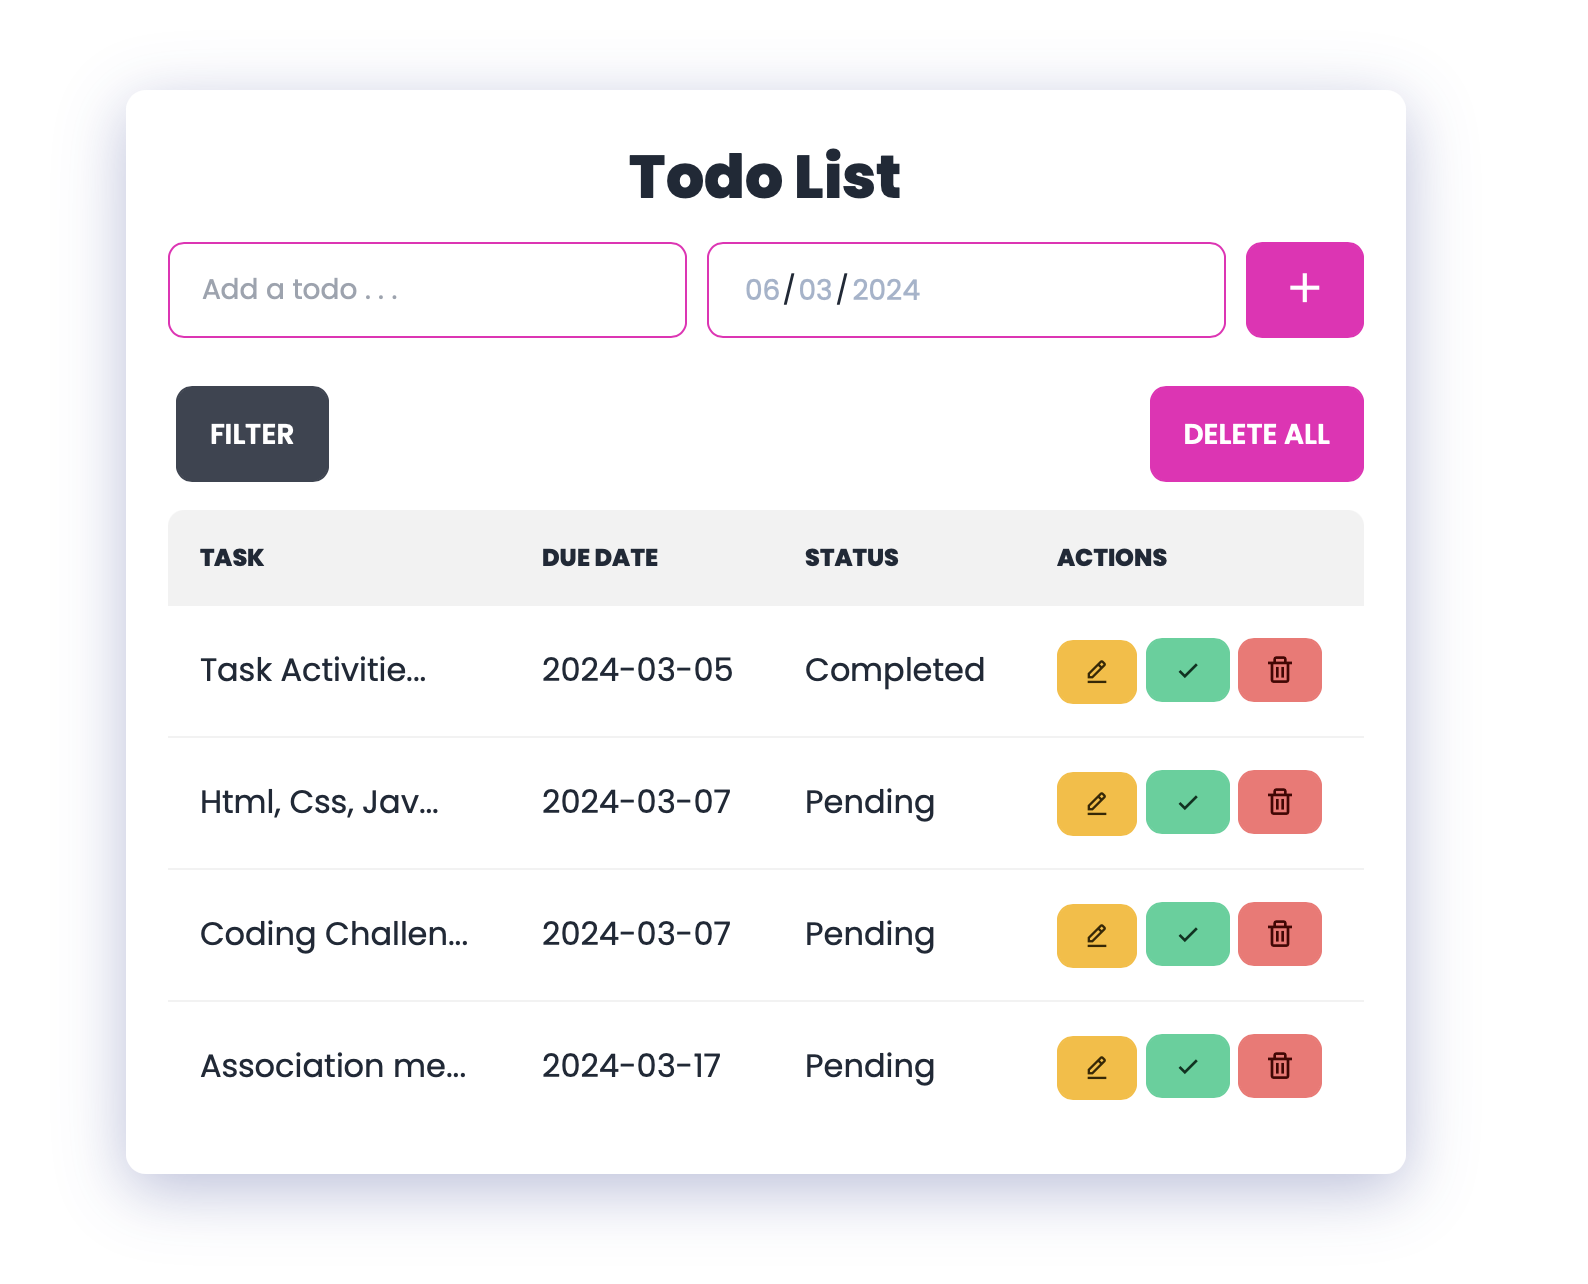 Todo List
Add a todo . . .
06/03/2024
FILTER
DELETE ALL
TASK DUE DATE STATUS ACTIONS
Task Activitie... 2024-03-05 Completed
Html, Css, Jav... 2024-03-07 Pending
Coding Challen... 2024-03-07 Pending
Association me... 2024-03-17 Pending